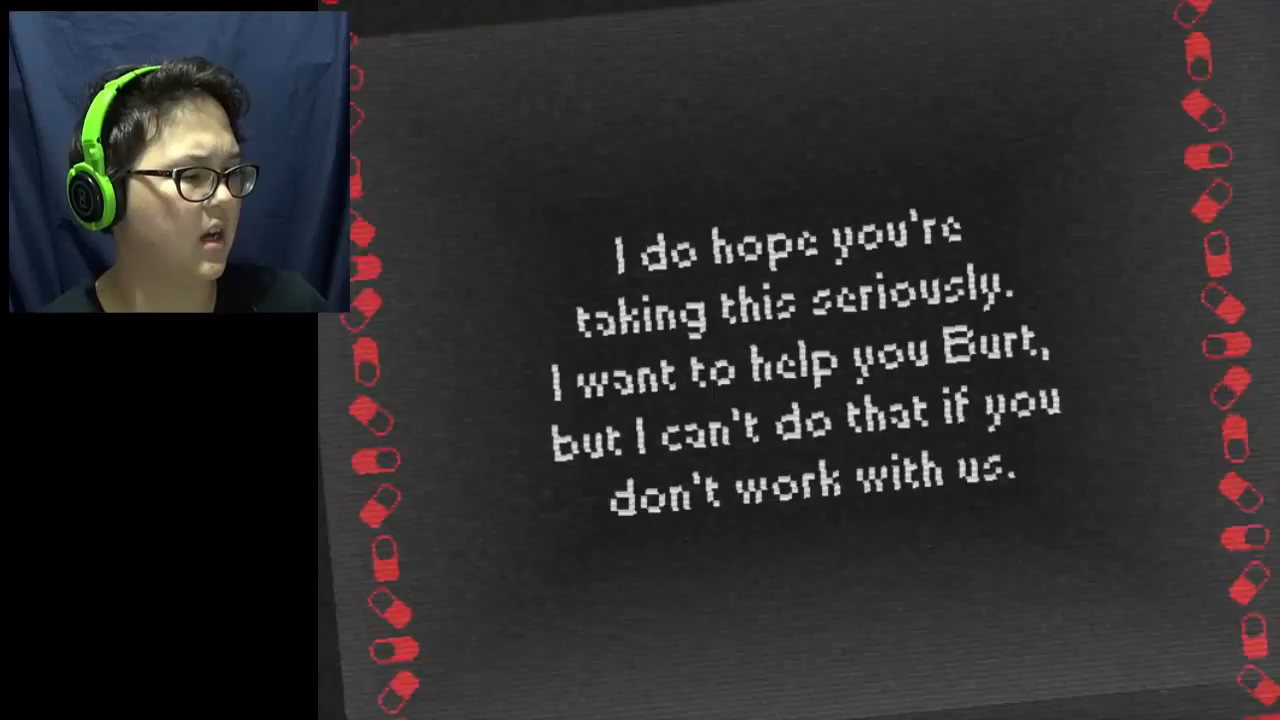 I do hope you're
taking this seriously.
I want to help you Burt,
but I can't do that if you
don't work with us.